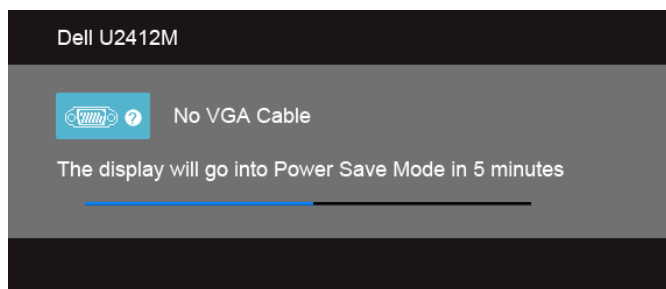 Dell U2412M
No VGA Cable
The display will go into Power Save Mode in 5 minutes